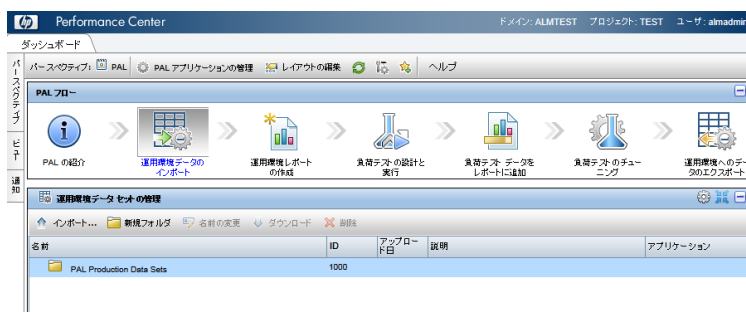 hp Performance Center ドメイン: ALMTEST プロジェクト: TEST ユーザ: almadmin
ダッシュボード
パースペクティブ
ビュー
通知
パースペクティブ: PAL PAL アプリケーションの管理 レイアウトの編集 ヘルプ
PAL フロー
PAL の紹介
運用環境データの
インポート
運用環境レポート
の作成
負荷テストの設計と
実行
負荷テスト データを
レポートに追加
負荷テストのチュー
ニング
運用環境へのデー
タのエクスポート
運用環境データ セットの管理
インポート... 新規フォルダ 名前の変更 ダウンロード 削除
名前 ID アップロー
ド日 説明 アプリケーション
PAL Production Data Sets 1000